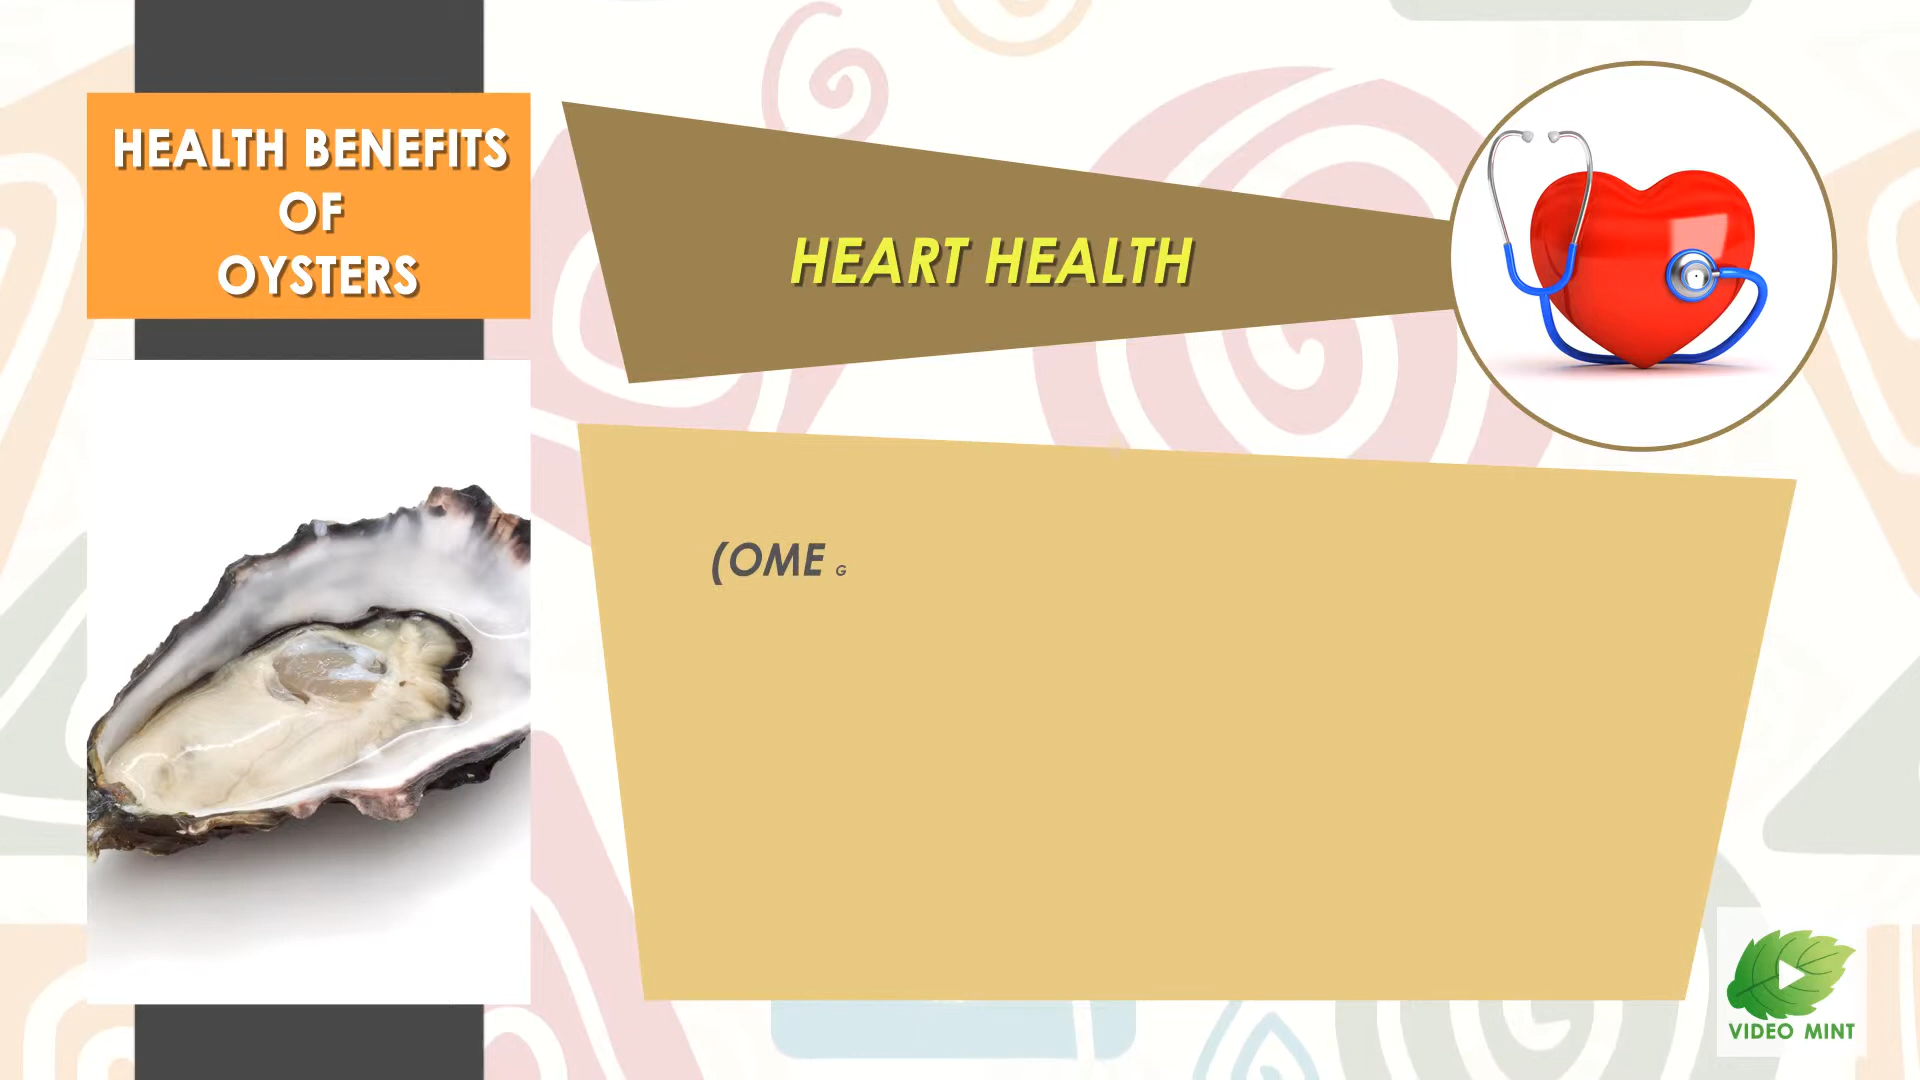 HEALTH BENEFITS
OF
OYSTERS
HEART HEALTH
(OME G
VIDEO MINT